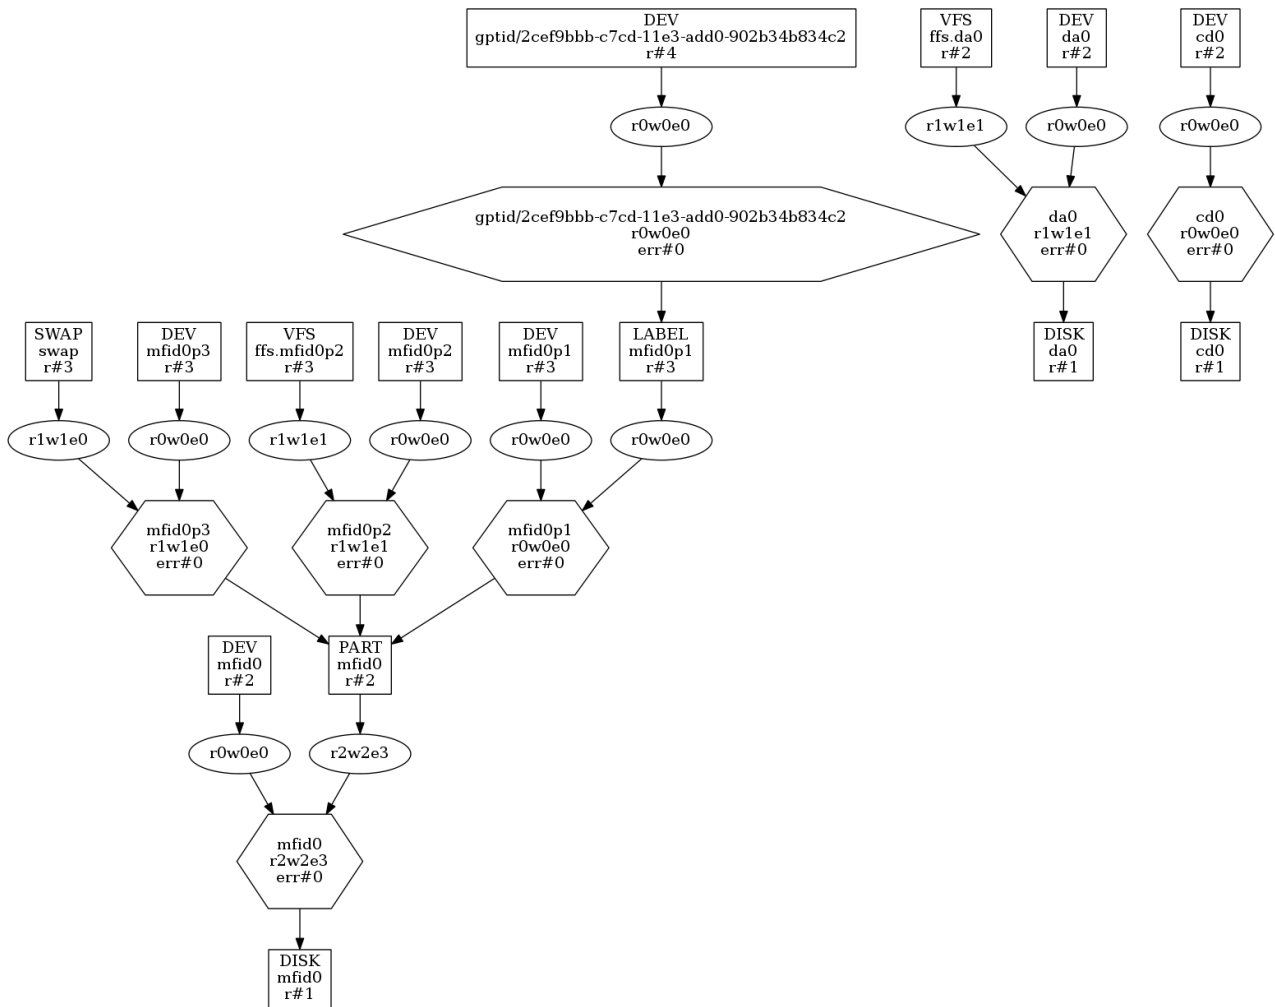 DEV
gptid/2cef9bbb-c7cd-11e3-add0-902b34b834c2
r#4
VFS
ffs.da0
r#2
DEV
da0
r#2
DEV
cd0
r#2
r0w0e0
r1w1e1
r0w0e0
r0w0e0
gptid/2cef9bbb-c7cd-11e3-add0-902b34b834c2
r0w0e0
err#0
da0
r1w1e1
err#0
cd0
r0w0e0
err#0
SWAP
swap
r#3
DEV
mfid0p3
r#3
VFS
ffs.mfid0p2
r#3
DEV
mfid0p2
r#3
DEV
mfid0p1
r#3
LABEL
mfid0p1
r#3
DISK
da0
r#1
DISK
cd0
r#1
r1w1e0
r0w0e0
r1w1e1
r0w0e0
r0w0e0
r0w0e0
mfid0p3
r1w1e0
err#0
mfid0p2
r1w1e1
err#0
mfid0p1
r0w0e0
err#0
DEV
mfid0
r#2
PART
mfid0
r#2
r0w0e0
r2w2e3
mfid0
r2w2e3
err#0
DISK
mfid0
r#1